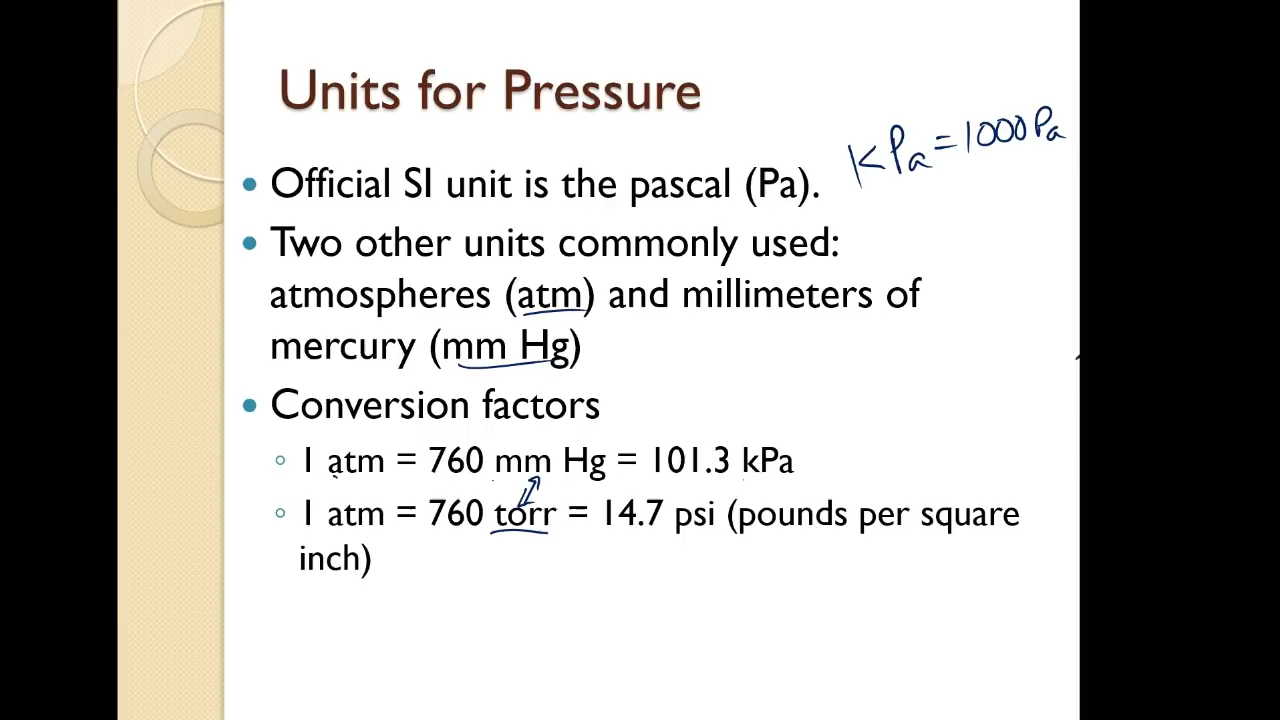 Units for Pressure
kPa = 1000 Pa
• Official SI unit is the pascal (Pa).
• Two other units commonly used:
atmospheres (atm) and millimeters of
mercury (mm Hg)
• Conversion factors
◦ 1 atm = 760 mm Hg = 101.3 kPa
◦ 1 atm = 760 torr = 14.7 psi (pounds per square
inch)